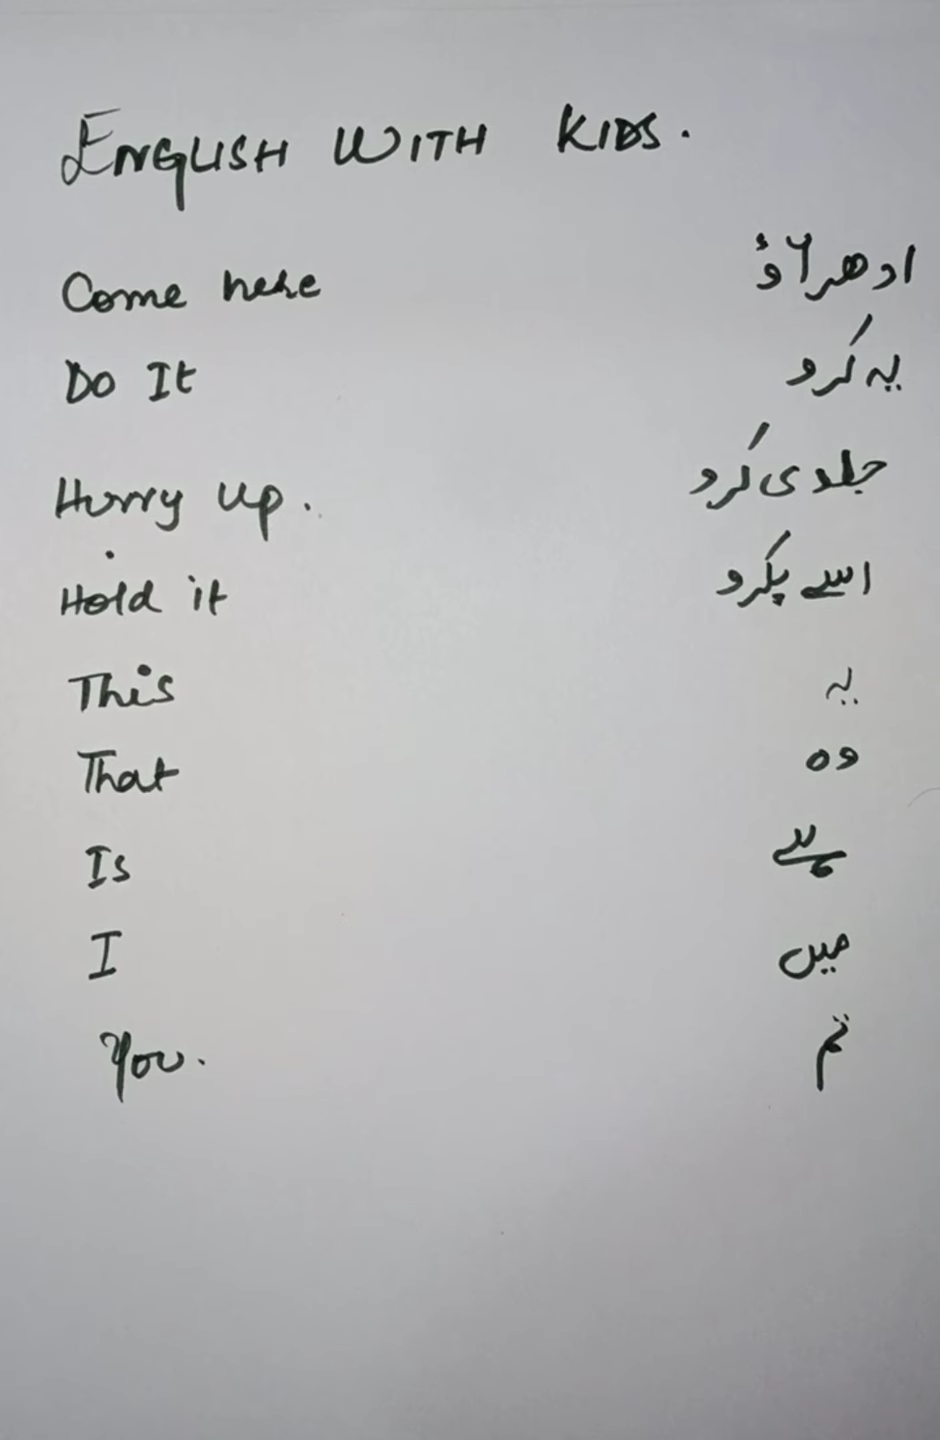 ENGLISH WITH KIDS.
Come here ادھر آؤ
Do It یہ کرو
Hurry up. جلدی کرو
Hold it اسے پکرو
This یہ
That وہ
Is ہے
I میں
You. تم